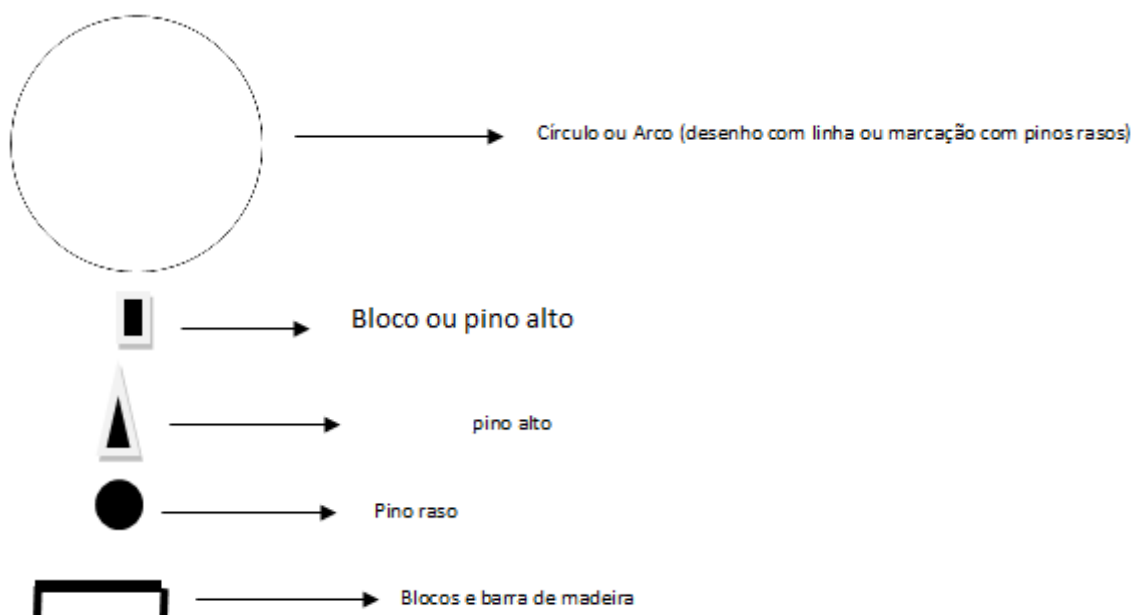 Círculo ou Arco (desenho com linha ou marcação com pinos rasos)
Bloco ou pino alto
pino alto
Pino raso
Blocos e barra de madeira